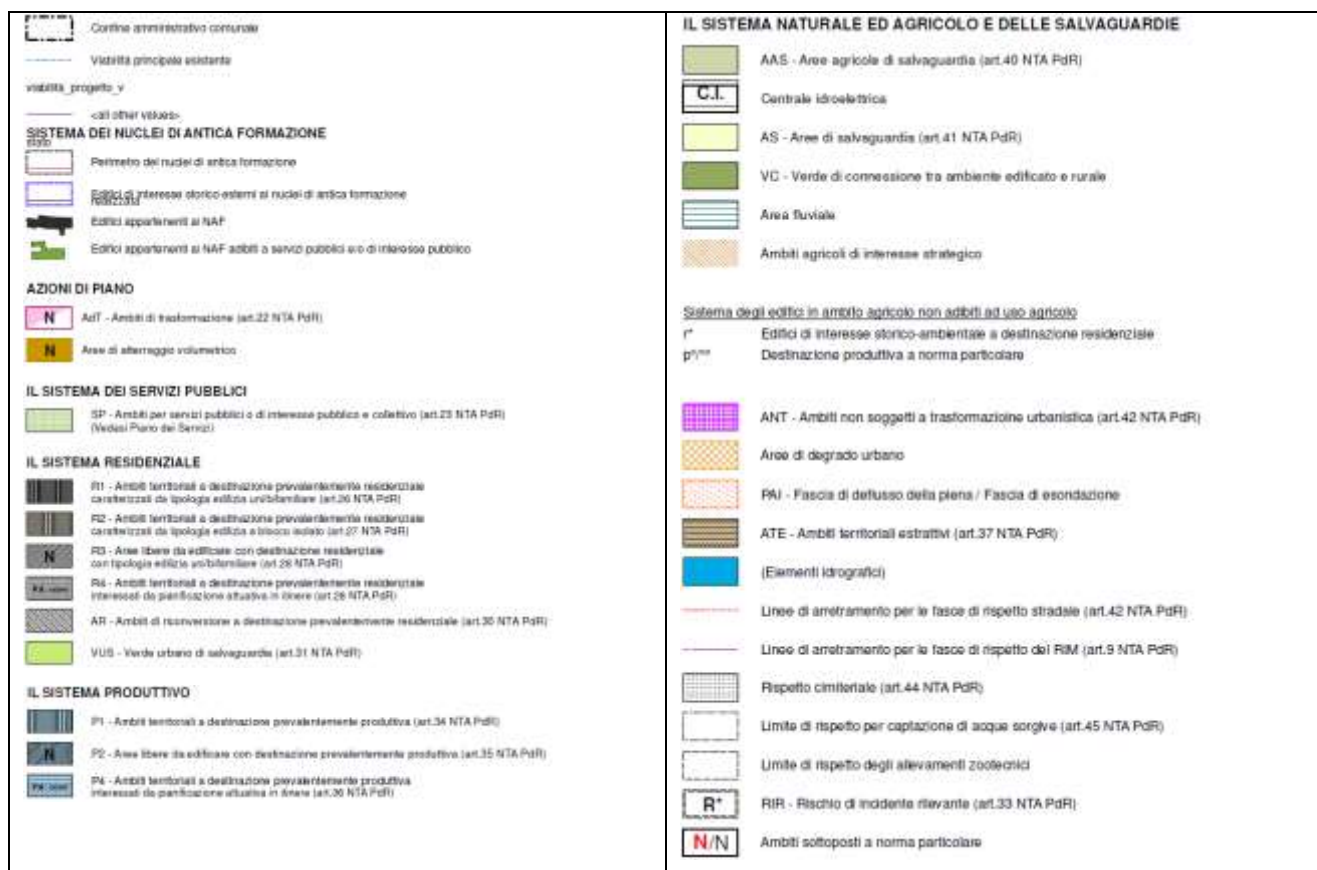 Confine amministrativo comunale
Viabilità principale esistente
viabilità_progetto_v
<all other values>
SISTEMA DEI NUCLEI DI ANTICA FORMAZIONE
stato
Perimetro dei nuclei di antica formazione
Edifici di interesse storico esterni ai nuclei di antica formazione
realizzata
Edifici appartenenti ai NAF
Edifici appartenenti ai NAF adibiti a servizi pubblici e/o di interesse pubblico
AZIONI DI PIANO
N AdT - Ambiti di trasformazione (art.22 NTA PdR)
N Aree di atterraggio volumetrico
IL SISTEMA DEI SERVIZI PUBBLICI
SP - Ambiti per servizi pubblici o di interesse pubblico e collettivo (art.23 NTA PdR)
(Vedasi Piano dei Servizi)
IL SISTEMA RESIDENZIALE
R1 - Ambiti territoriali a destinazione prevalentemente residenziale
caratterizzati da tipologia edilizia uni/bifamiliare (art.26 NTA PdR)
R2 - Ambiti territoriali a destinazione prevalentemente residenziale
caratterizzati da tipologia edilizia a blocco isolato (art.27 NTA PdR)
N R3 - Aree libere da edificare con destinazione residenziale
con tipologia edilizia uni/bifamiliare (art.28 NTA PdR)
R4 - Ambiti territoriali a destinazione prevalentemente residenziale
interessati da pianificazione attuativa in itinere (art.29 NTA PdR)
AR - Ambiti di riconversione a destinazione prevalentemente residenziale (art.30 NTA PdR)
VUS - Verde urbano di salvaguardia (art.31 NTA PdR)
IL SISTEMA PRODUTTIVO
P1 - Ambiti territoriali a destinazione prevalentemente produttiva (art.34 NTA PdR)
N P2 - Aree libere da edificare con destinazione prevalentemente produttiva (art.35 NTA PdR)
P4 - Ambiti territoriali a destinazione prevalentemente produttiva
interessati da pianificazione attuativa in itinere (art.36 NTA PdR)
IL SISTEMA NATURALE ED AGRICOLO E DELLE SALVAGUARDIE
AAS - Aree agricole di salvaguardia (art.40 NTA PdR)
C.I. Centrale idroelettrica
AS - Aree di salvaguardia (art.41 NTA PdR)
VC - Verde di connessione tra ambiente edificato e rurale
Area fluviale
Ambiti agricoli di interesse strategico
Sistema degli edifici in ambito agricolo non adibiti ad uso agricolo
r* Edifici di interesse storico-ambientale a destinazione residenziale
p*/** Destinazione produttiva a norma particolare
ANT - Ambiti non soggetti a trasformazioine urbanistica (art.42 NTA PdR)
Aree di degrado urbano
PAI - Fascia di deflusso della piena / Fascia di esondazione
ATE - Ambiti territoriali estrattivi (art.37 NTA PdR)
(Elementi idrografici)
Linee di arretramento per le fasce di rispetto stradale (art.42 NTA PdR)
Linee di arretramento per le fasce di rispetto del RIM (art.9 NTA PdR)
Rispetto cimiteriale (art.44 NTA PdR)
Limite di rispetto per captazione di acque sorgive (art.45 NTA PdR)
Limite di rispetto degli allevamenti zootecnici
R* RIR - Rischio di incidente rilevante (art.33 NTA PdR)
N/N Ambiti sottoposti a norma particolare